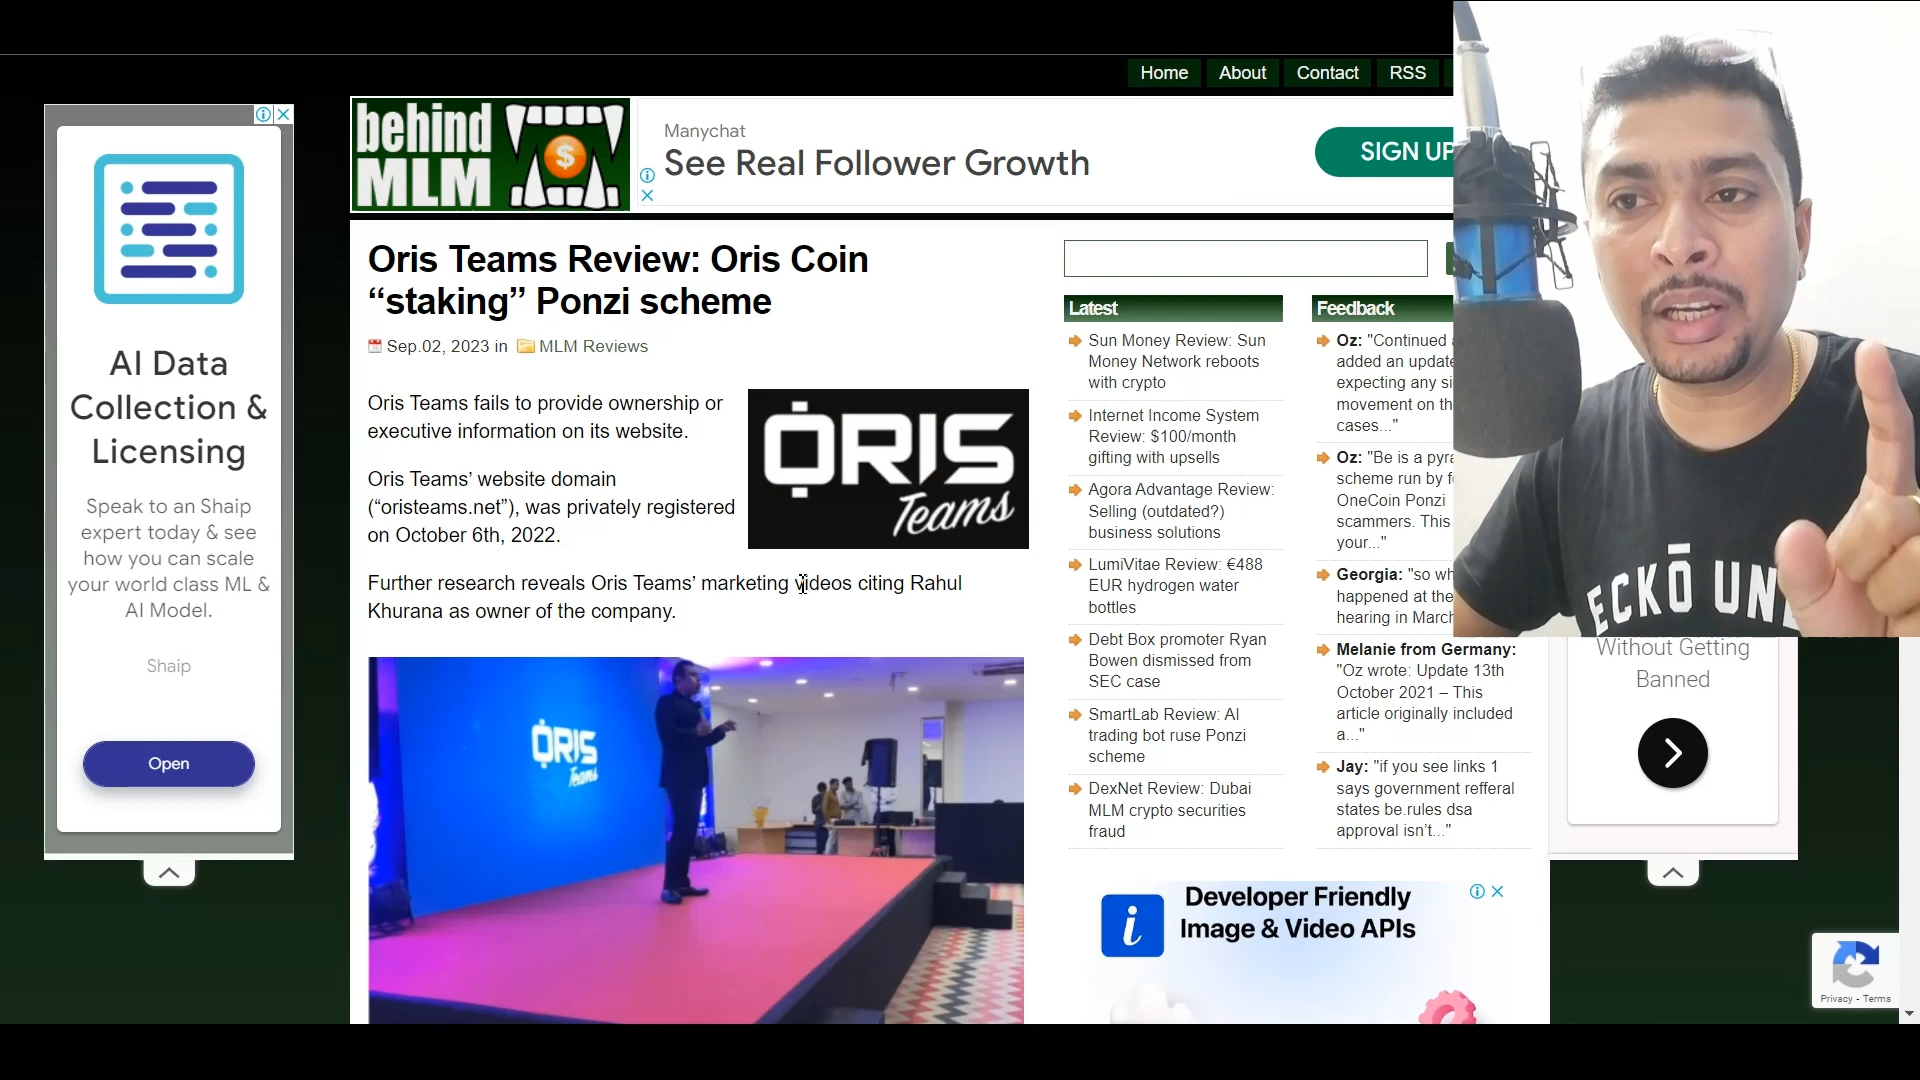 Home
About
Contact
RSS
behind
MLM
$
Manychat
See Real Follower Growth
SIGN UP
AI Data
Collection &
Licensing
Speak to an Shaip
expert today & see
how you can scale
your world class ML &
AI Model.
Shaip
Open
Oris Teams Review: Oris Coin
“staking” Ponzi scheme
Sep.02, 2023 in MLM Reviews
Oris Teams fails to provide ownership or
executive information on its website.
Oris Teams’ website domain
(“oristeams.net”), was privately registered
on October 6th, 2022.
ORIS
Teams
Further research reveals Oris Teams’ marketing videos citing Rahul
Khurana as owner of the company.
ORIS
Teams
Latest
Sun Money Review: Sun
Money Network reboots
with crypto
Internet Income System
Review: $100/month
gifting with upsells
Agora Advantage Review:
Selling (outdated?)
business solutions
LumiVitae Review: €488
EUR hydrogen water
bottles
Debt Box promoter Ryan
Bowen dismissed from
SEC case
SmartLab Review: AI
trading bot ruse Ponzi
scheme
DexNet Review: Dubai
MLM crypto securities
fraud
Feedback
Oz: "Continued
added an update
expecting any si
movement on th
cases..."
Oz: "Be is a pyra
scheme run by f
OneCoin Ponzi
scammers. This
your..."
Georgia: "so wh
happened at the
hearing in March
Melanie from Germany:
"Oz wrote: Update 13th
October 2021 – This
article originally included
a..."
Jay: "if you see links 1
says government refferal
states be.rules dsa
approval isn’t..."
ECKŌ UN
Without Getting
Banned
i
Developer Friendly
Image & Video APIs
Privacy - Terms